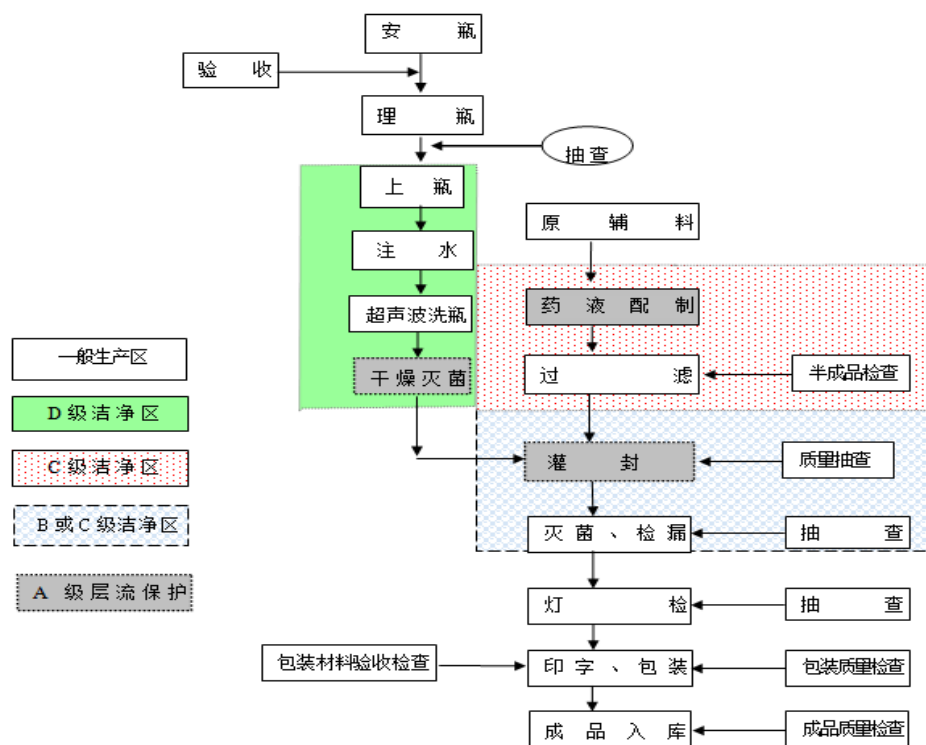 安 瓶
验 收
理 瓶
抽查
上 瓶
原 辅 料
注 水
药 液 配 制
超声波洗瓶
一般生产区
干燥灭菌
过 滤
半成品检查
D级洁净区
C级洁净区
灌 封
质量抽查
B或C级洁净区
灭菌、检漏
抽 查
A 级层流保护
灯 检
抽 查
包装材料验收检查
印字、包装
包装质量检查
成品入库
成品质量检查